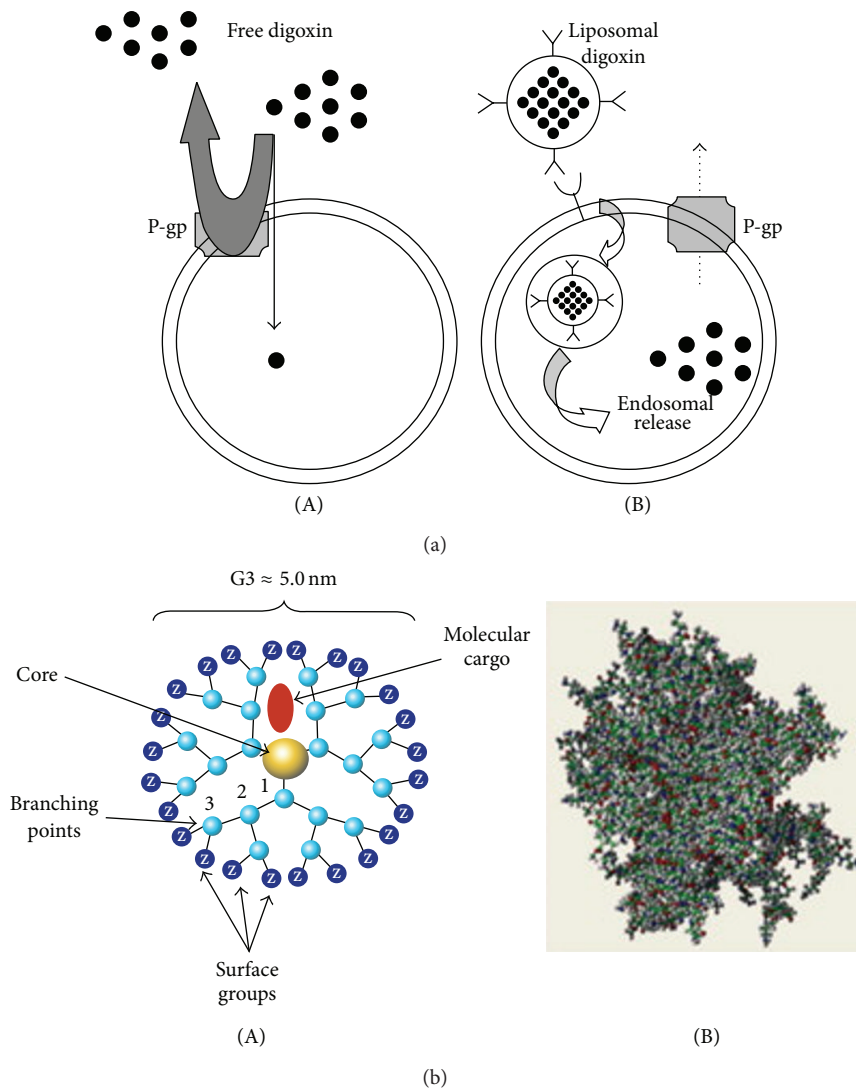 Free digoxin
P-gp
(A)
Liposomal
digoxin
P-gp
Endosomal
release
(B)
(a)
G3 ≈ 5.0 nm
Core
Molecular
cargo
Branching
points
3 2 1
Z Z Z Z Z Z Z Z Z Z Z Z Z Z Z Z Z Z Z Z Z Z Z Z
Surface
groups
(A)
(B)
(b)